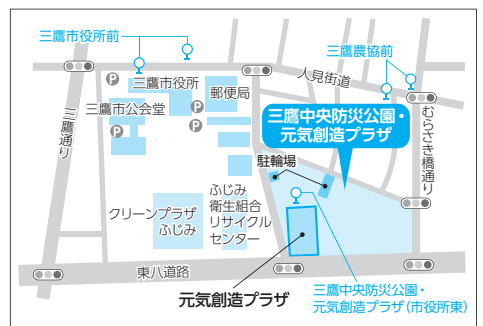 三鷹市役所前
三鷹農協前
人見街道
P
三鷹市役所
郵便局
三鷹市公会堂
P
P
三鷹通り
むらさき橋通り
三鷹中央防災公園・
元気創造プラザ
駐輪場
クリーンプラザ
ふじみ
ふじみ
衛生組合
リサイクル
センター
東八道路
元気創造プラザ
三鷹中央防災公園・
元気創造プラザ(市役所東)